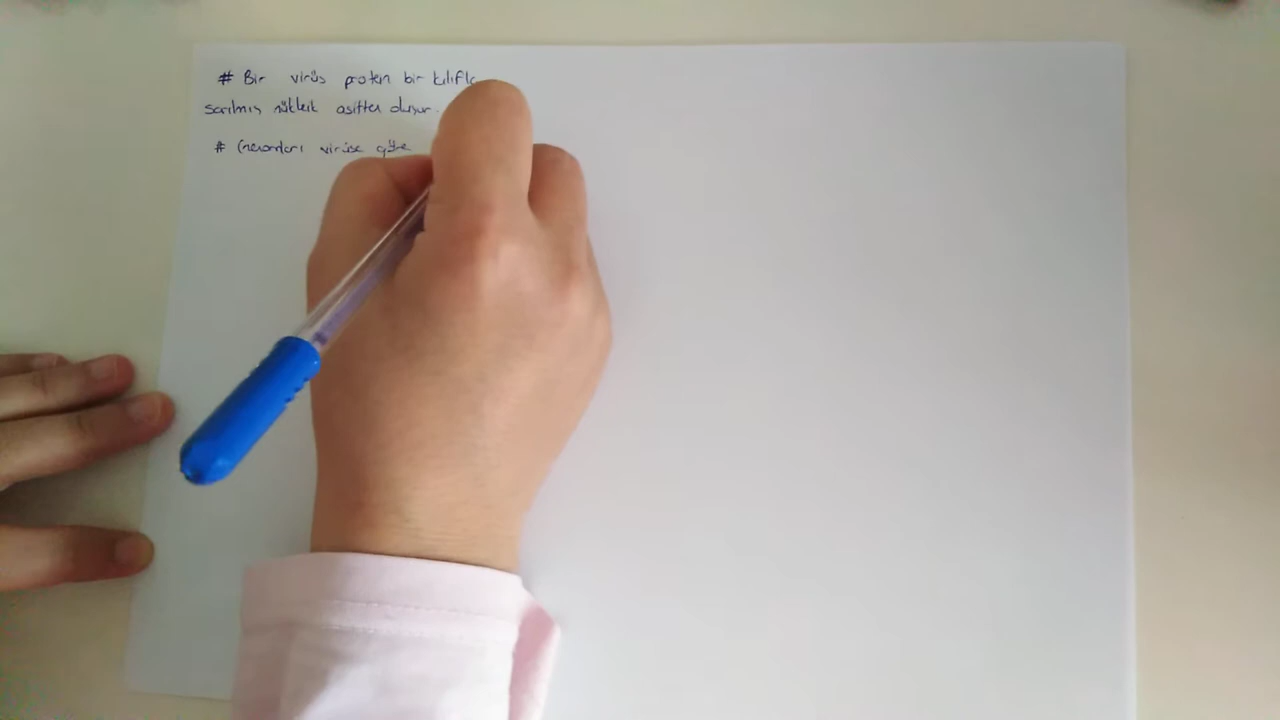 # Bir virüs protein bir kılıfla
sarılmış nükleik asitten oluşur.
# Genomları virüse göre